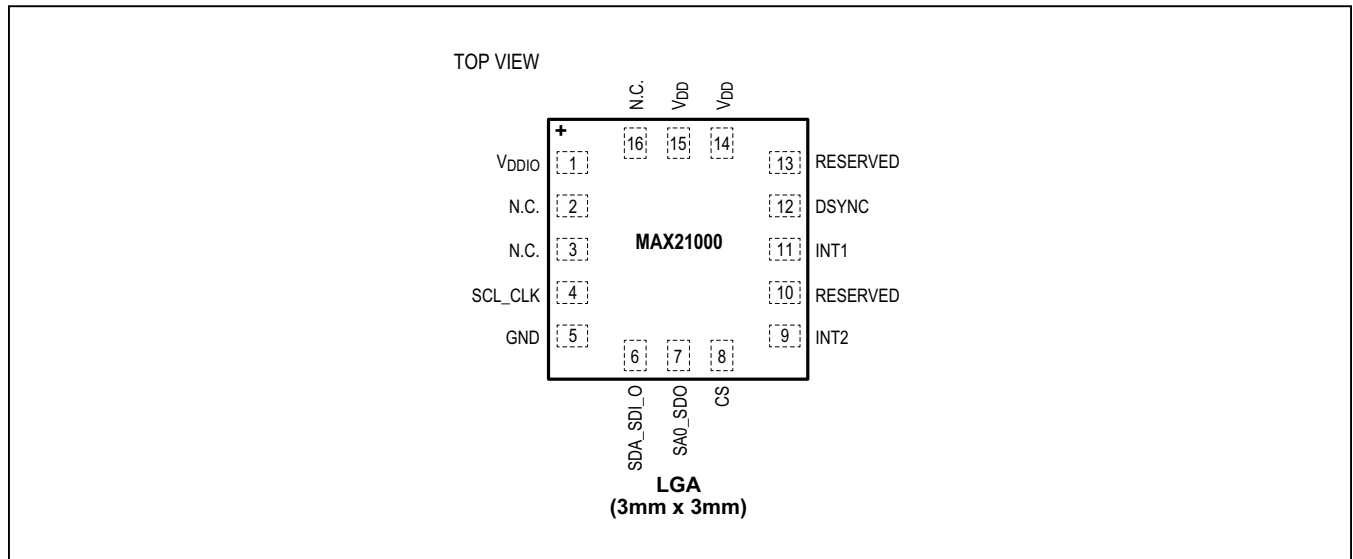 TOP VIEW
N.C.
VDD
VDD
+
16
15
14
VDDIO
1
13
RESERVED
N.C.
2
12
DSYNC
N.C.
3
MAX21000
11
INT1
SCL_CLK
4
10
RESERVED
GND
5
9
INT2
6
7
8
SDA_SDI_O
SA0_SDO
CS
LGA
(3mm x 3mm)